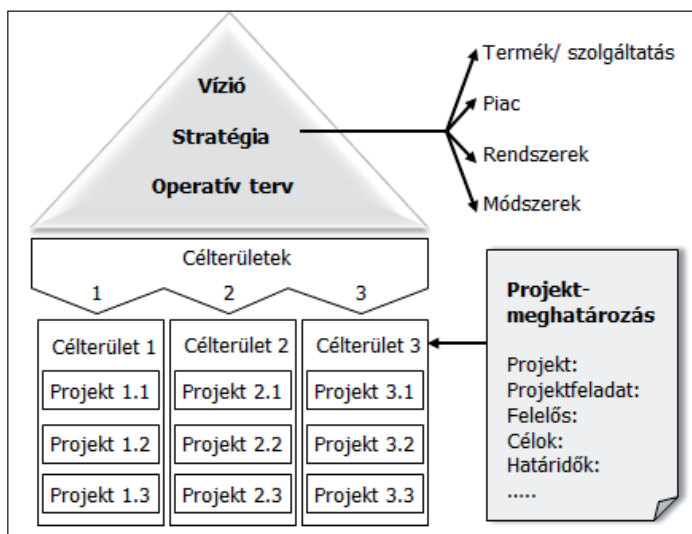 Vízió
Stratégia
Operatív terv
Termék/ szolgáltatás
Piac
Rendszerek
Módszerek
Célterületek
1 2 3
Célterület 1
Projekt 1.1
Projekt 1.2
Projekt 1.3
Célterület 2
Projekt 2.1
Projekt 2.2
Projekt 2.3
Célterület 3
Projekt 3.1
Projekt 3.2
Projekt 3.3
Projekt-
meghatározás
Projekt:
Projektfeladat:
Felelős:
Célok:
Határidők:
.....